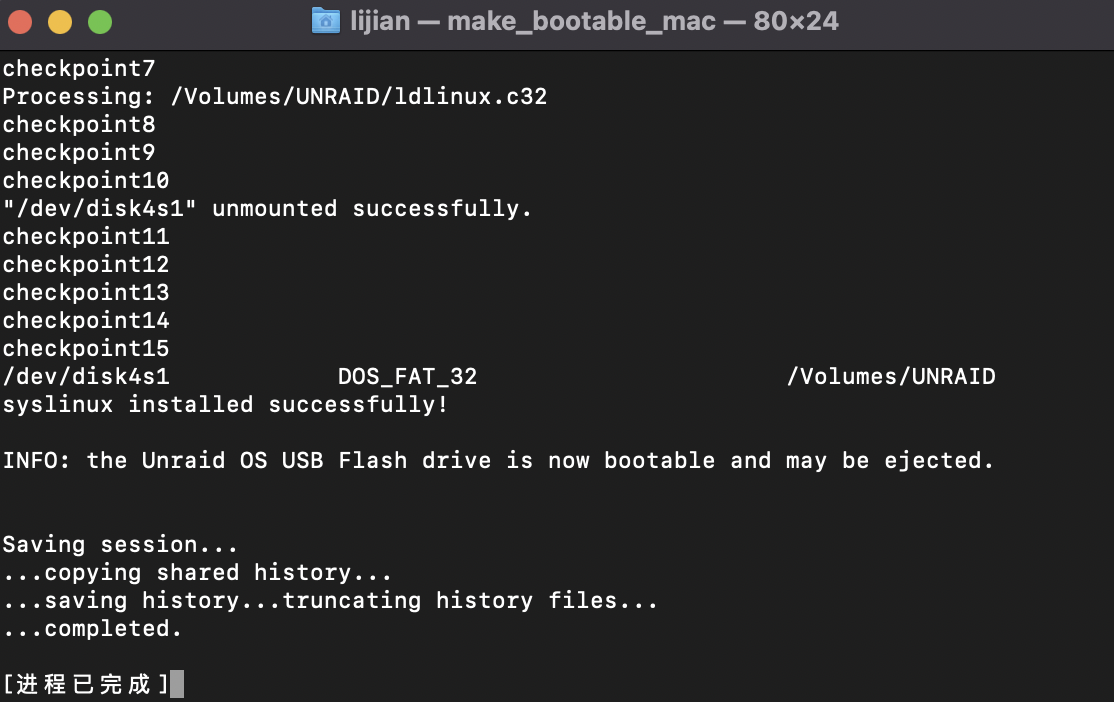 lijian — make_bootable_mac — 80×24
checkpoint7
Processing: /Volumes/UNRAID/ldlinux.c32
checkpoint8
checkpoint9
checkpoint10
"/dev/disk4s1" unmounted successfully.
checkpoint11
checkpoint12
checkpoint13
checkpoint14
checkpoint15
/dev/disk4s1            DOS_FAT_32                      /Volumes/UNRAID
syslinux installed successfully!
INFO: the Unraid OS USB Flash drive is now bootable and may be ejected.
Saving session...
...copying shared history...
...saving history...truncating history files...
...completed.
[进程已完成]